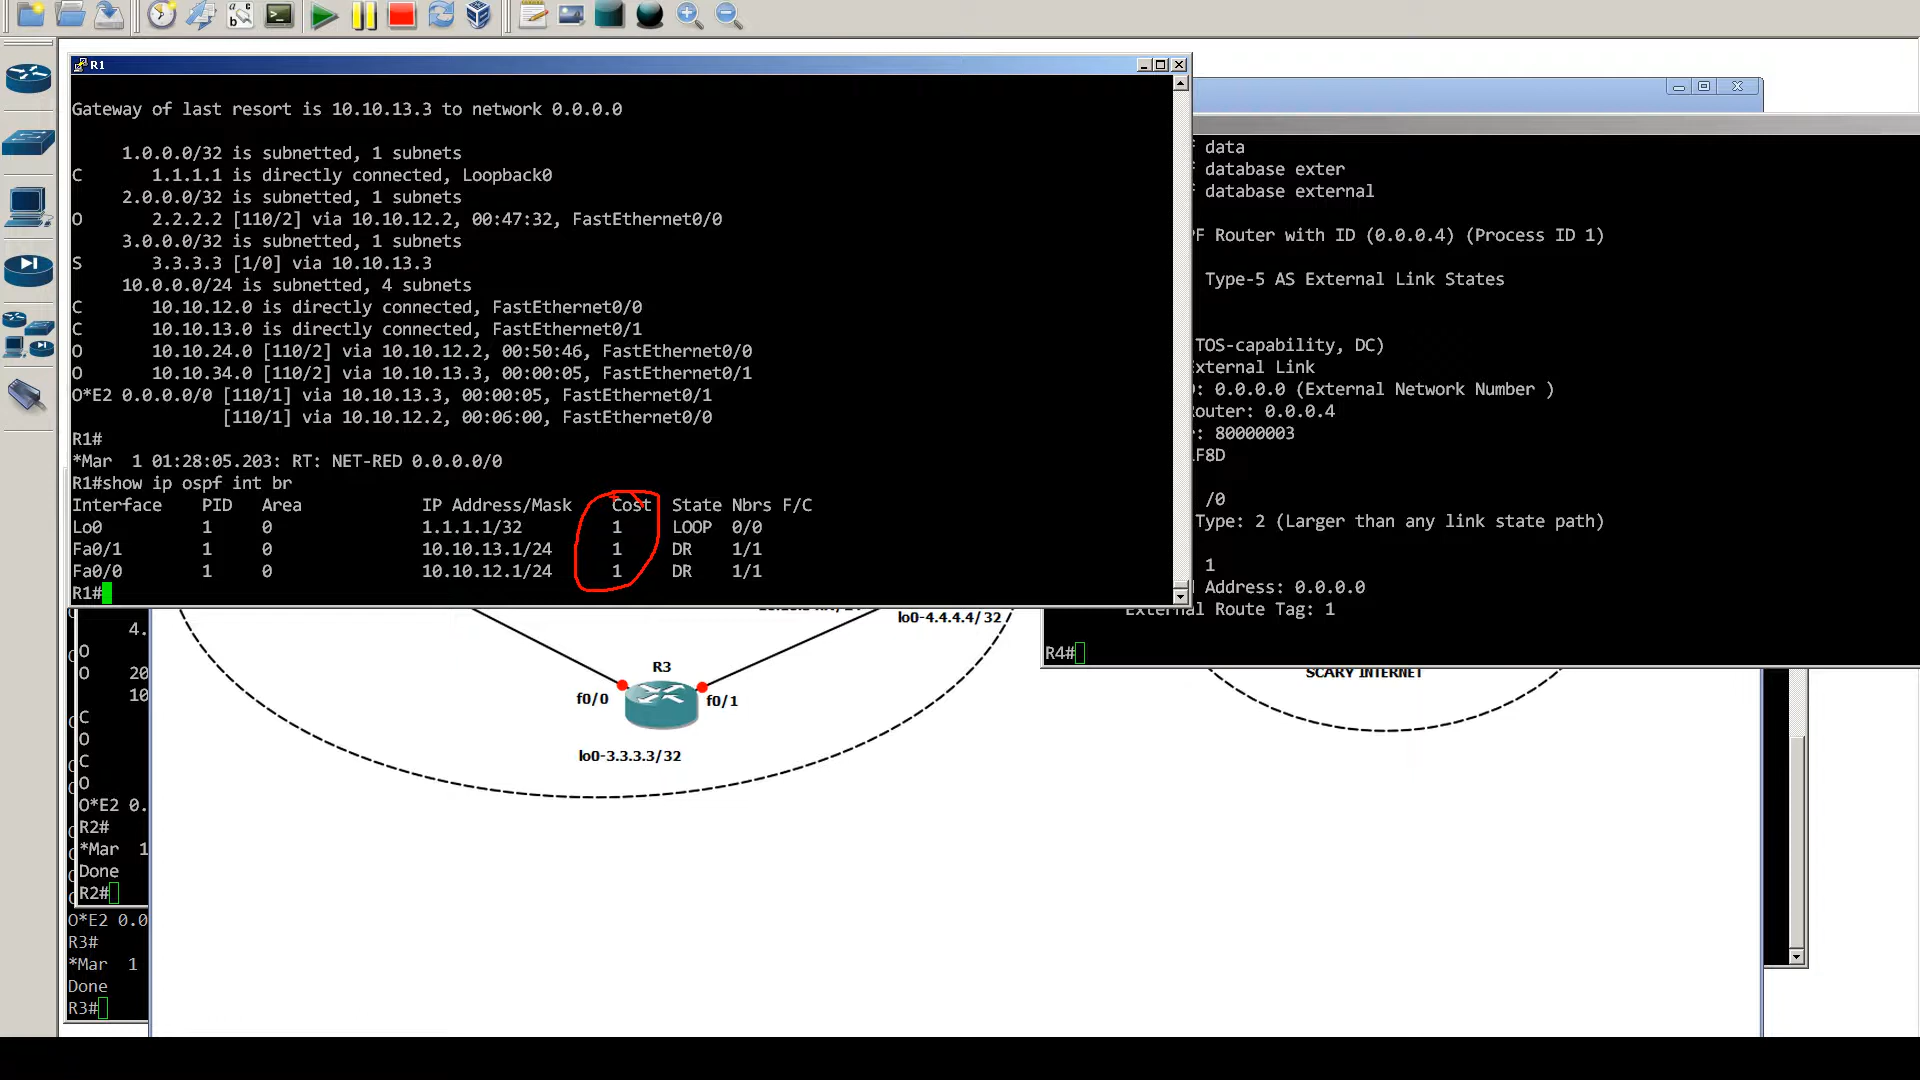 R1
Gateway of last resort is 10.10.13.3 to network 0.0.0.0
1.0.0.0/32 is subnetted, 1 subnets
C 1.1.1.1 is directly connected, Loopback0
2.0.0.0/32 is subnetted, 1 subnets
O 2.2.2.2 [110/2] via 10.10.12.2, 00:47:32, FastEthernet0/0
3.0.0.0/32 is subnetted, 1 subnets
S 3.3.3.3 [1/0] via 10.10.13.3
10.0.0.0/24 is subnetted, 4 subnets
C 10.10.12.0 is directly connected, FastEthernet0/0
C 10.10.13.0 is directly connected, FastEthernet0/1
O 10.10.24.0 [110/2] via 10.10.12.2, 00:50:46, FastEthernet0/0
O 10.10.34.0 [110/2] via 10.10.13.3, 00:00:05, FastEthernet0/1
O*E2 0.0.0.0/0 [110/1] via 10.10.13.3, 00:00:05, FastEthernet0/1
[110/1] via 10.10.12.2, 00:06:00, FastEthernet0/0
R1#
*Mar  1 01:28:05.203: RT: NET-RED 0.0.0.0/0
R1#show ip ospf int br
Interface PID Area IP Address/Mask Cost State Nbrs F/C
Lo0 1 0 1.1.1.1/32 1 LOOP 0/0
Fa0/1 1 0 10.10.13.1/24 1 DR 1/1
Fa0/0 1 0 10.10.12.1/24 1 DR 1/1
R1#
data
database exter
database external
F Router with ID (0.0.0.4) (Process ID 1)
Type-5 AS External Link States
TOS-capability, DC)
xternal Link
: 0.0.0.0 (External Network Number )
outer: 0.0.0.4
: 80000003
F8D
/0
Type: 2 (Larger than any link state path)
1
Address: 0.0.0.0
External Route Tag: 1
R4#
lo0-4.4.4.4/32
SCARY INTERNET
R3
f0/0
f0/1
lo0-3.3.3.3/32
4.
O
O 20
10
C
O
C
O
O*E2 0.
R2#
*Mar  1
Done
R2#
O*E2 0.0
R3#
*Mar  1
Done
R3#